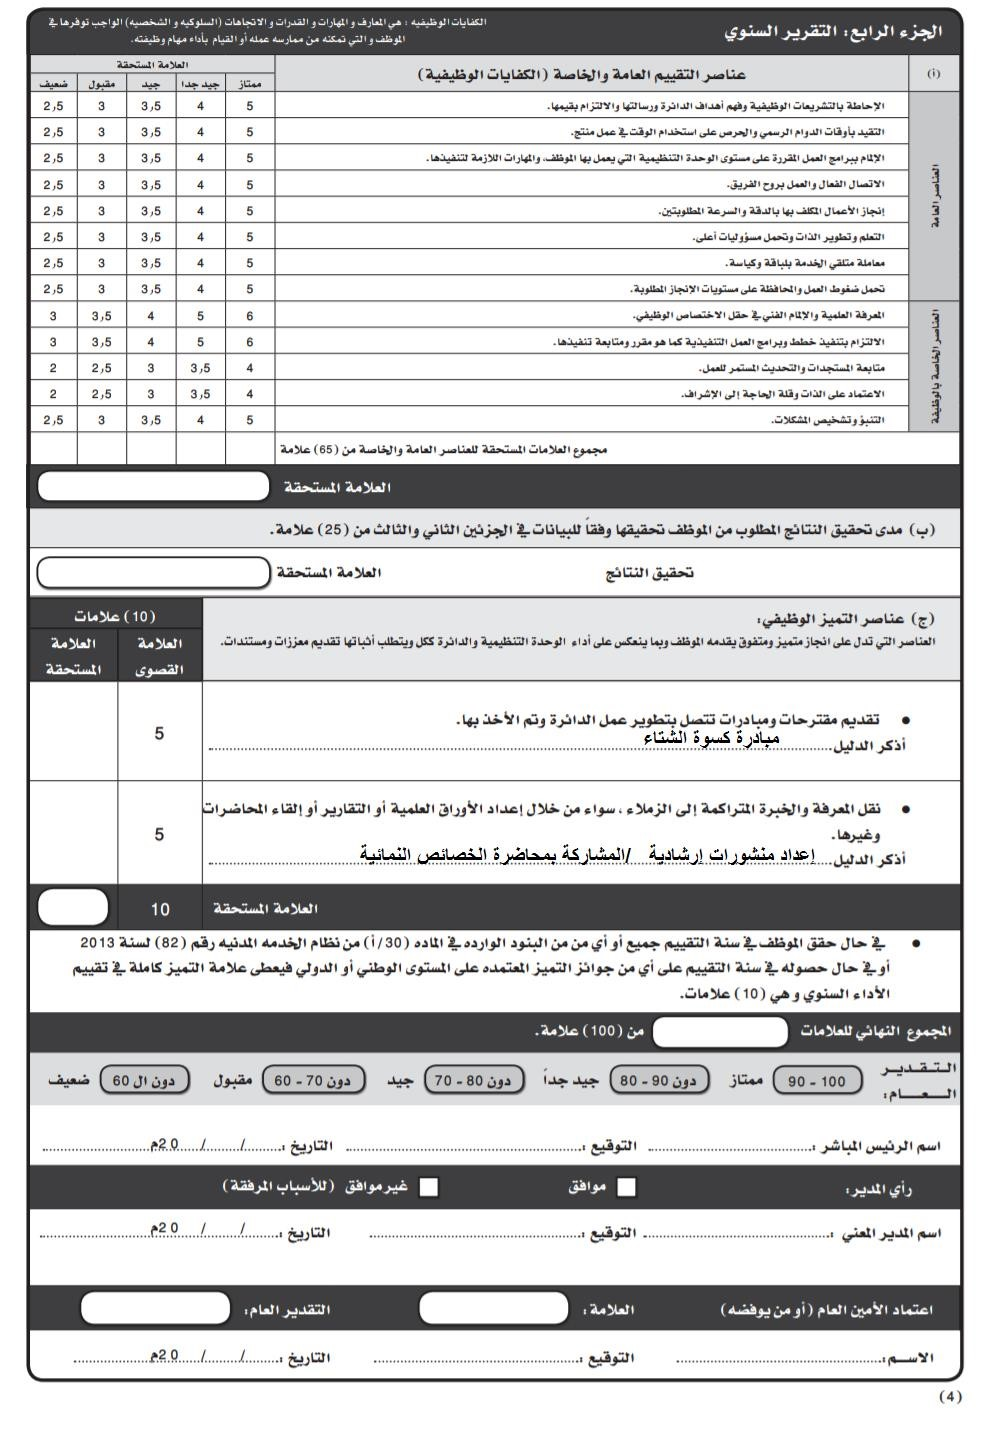 الجزء الرابع: التقرير السنوي
الكفايات الوظيفيه : هي المعارف و المهارات و القدرات و الاتجاهات (السلوكيه و الشخصيه) الواجب توفرها في
الموظف و التي تمكنه من ممارسه عمله أو القيام بأداء مهام وظيفته.
(أ) عناصر التقييم العامة والخاصة (الكفايات الوظيفية) العلامة المستحقة
ممتاز جيد جدا جيد مقبول ضعيف
العناصر العامة
الإحاطة بالتشريعات الوظيفية وفهم أهداف الدائرة ورسالتها والالتزام بقيمها. 5 4 3,5 3 2,5
التقيد بأوقات الدوام الرسمي والحرص على استخدام الوقت في عمل منتج. 5 4 3,5 3 2,5
الإلمام ببرامج العمل المقررة على مستوى الوحدة التنظيمية التي يعمل بها الموظف، والمهارات اللازمة لتنفيذها. 5 4 3,5 3 2,5
الاتصال الفعال والعمل بروح الفريق. 5 4 3,5 3 2,5
إنجاز الأعمال المكلف بها بالدقة والسرعة المطلوبتين. 5 4 3,5 3 2,5
التعلم وتطوير الذات وتحمل مسؤوليات أعلى. 5 4 3,5 3 2,5
معاملة متلقي الخدمة بلباقة وكياسة. 5 4 3,5 3 2,5
تحمل ضغوط العمل والمحافظة على مستويات الإنجاز المطلوبة. 5 4 3,5 3 2,5
العناصر الخاصة بالوظيفة
المعرفة العلمية والإلمام الفني في حقل الاختصاص الوظيفي. 6 5 4 3,5 3
الالتزام بتنفيذ خطط وبرامج العمل التنفيذية كما هو مقرر ومتابعة تنفيذها. 6 5 4 3,5 3
متابعة المستجدات والتحديث المستمر للعمل. 4 3,5 3 2,5 2
الاعتماد على الذات وقلة الحاجة إلى الإشراف. 4 3,5 3 2,5 2
التنبؤ وتشخيص المشكلات. 5 4 3,5 3 2,5
مجموع العلامات المستحقة للعناصر العامة والخاصة من (65) علامة
العلامة المستحقة
(ب) مدى تحقيق النتائج المطلوب من الموظف تحقيقها وفقاً للبيانات في الجزئين الثاني والثالث من (25) علامة.
تحقيق النتائج العلامة المستحقة
(ج) عناصر التميز الوظيفي: (10) علامات
العناصر التي تدل على انجاز متميز ومتفوق يقدمه الموظف وبما ينعكس على أداء الوحدة التنظيمية والدائرة ككل ويتطلب أثباتها تقديم معززات ومستندات.
العلامة القصوى العلامة المستحقة
• تقديم مقترحات ومبادرات تتصل بتطوير عمل الدائرة وتم الأخذ بها. 5
أذكر الدليل. مبادرة كسوة الشتاء
• نقل المعرفة والخبرة المتراكمة إلى الزملاء ، سواء من خلال إعداد الأوراق العلمية أو التقارير أو إلقاء المحاضرات
وغيرها. 5
أذكر الدليل. إعداد منشورات إرشادية /المشاركة بمحاضرة الخصائص النمائية
العلامة المستحقة 10
• في حال حقق الموظف في سنة التقييم جميع أو أي من من البنود الوارده في الماده (30/أ) من نظام الخدمه المدنيه رقم (82) لسنة 2013
أو في حال حصوله في سنة التقييم على أي من جوائز التميز المعتمده على المستوى الوطني أو الدولي فيعطى علامة التميز كاملة في تقييم
الأداء السنوي و هي (10) علامات.
المجموع النهائي للعلامات من (100) علامة.
التقدير العام: 100 - 90 ممتاز دون 90 - 80 جيد جداً دون 80 - 70 جيد دون 70 - 60 مقبول دون ال 60 ضعيف
اسم الرئيس المباشر : التوقيع : التاريخ : / / 20م
رأي المدير: موافق غير موافق (للأسباب المرفقة)
اسم المدير المعني : التوقيع : التاريخ : / / 20م
اعتماد الأمين العام (أو من يوفضه) العلامة: التقدير العام:
الاسم: التوقيع : التاريخ : / / 20م
(4)